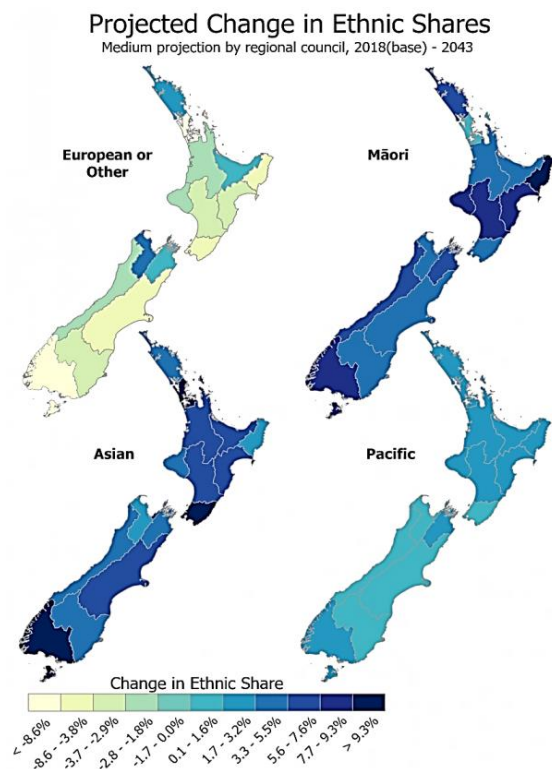 Projected Change in Ethnic Shares
Medium projection by regional council, 2018(base) - 2043
European or
Other
Māori
Asian
Pacific
Change in Ethnic Share
< -8.6%
-8.6 - -3.8%
-3.7 - -2.9%
-2.8 - -1.8%
-1.7 - 0.0%
0.1 - 1.6%
1.7 - 3.2%
3.3 - 5.5%
5.6 - 7.6%
7.7 - 9.3%
> 9.3%